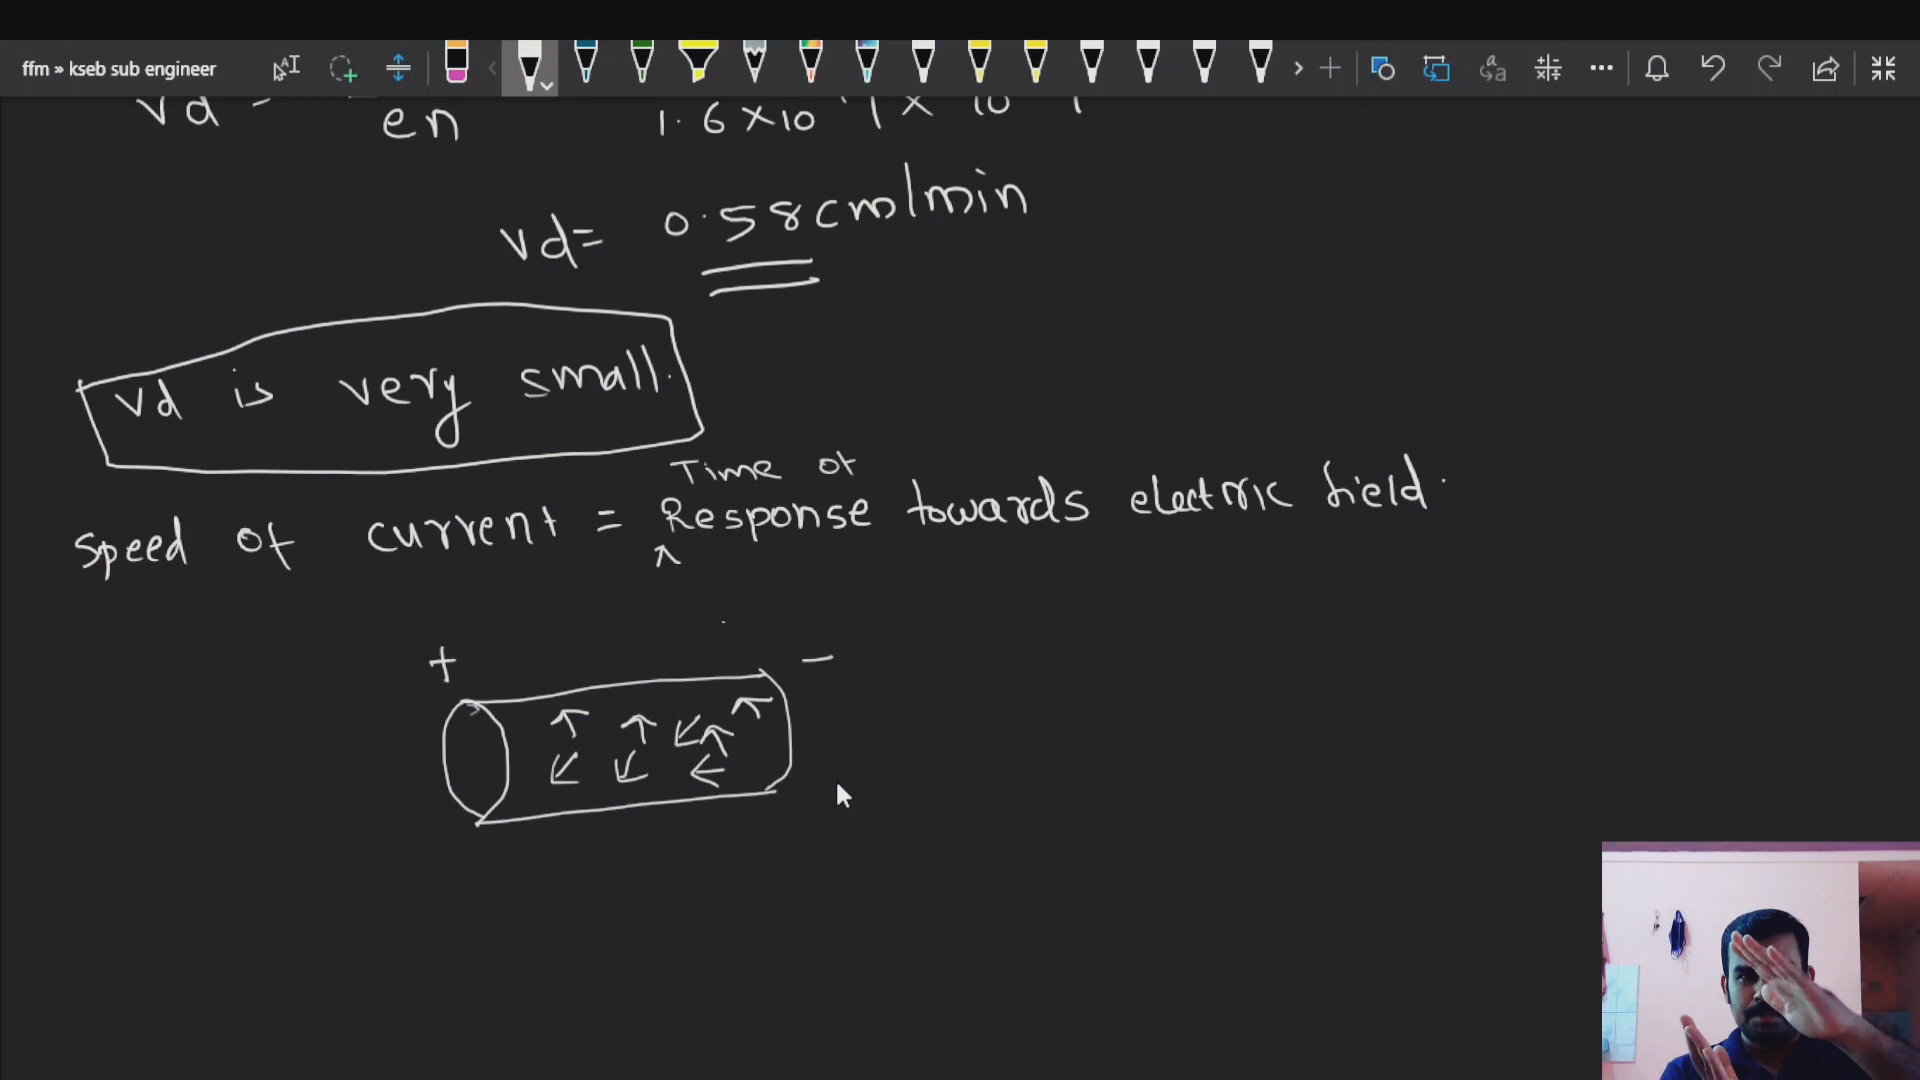 ffm » kseb sub engineer
vd =
en
1.6 × 10
vd = 0.58cm/min
vd is very small.
Time of
Speed of current = Response towards electric field.
+ −